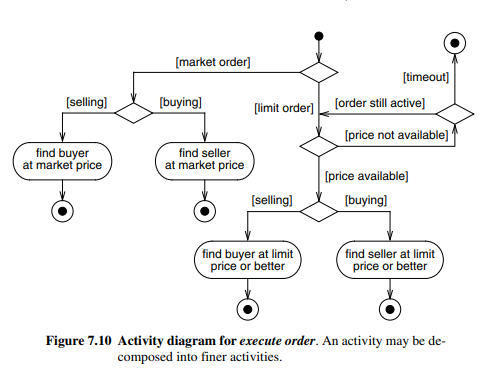 [market order]
[timeout]
[selling]
[buying]
[limit order]
[order still active]
[price not available]
find buyer
at market price
find seller
at market price
[price available]
[selling]
[buying]
find buyer at limit
price or better
find seller at limit
price or better
Figure 7.10 Activity diagram for execute order. An activity may be de-
composed into finer activities.